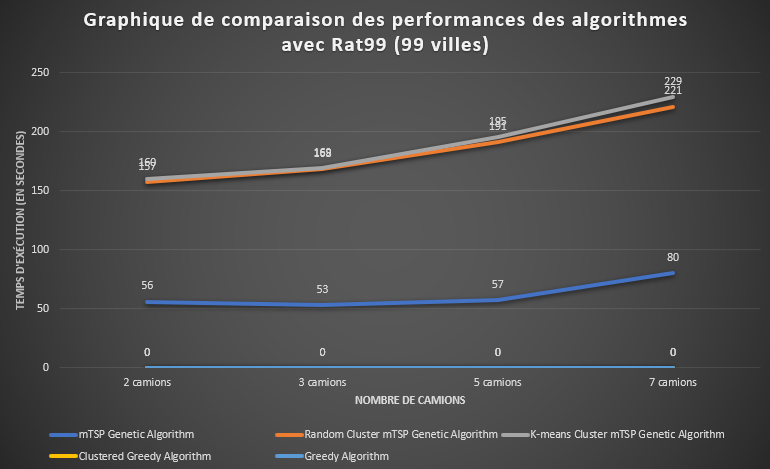 Graphique de comparaison des performances des algorithmes
avec Rat99 (99 villes)
TEMPS D'EXÉCUTION (EN SECONDES)
250
229
221
200
195
191
169
160
157
150
100
80
57
56
53
50
0 0 0 0
0
2 camions 3 camions 5 camions 7 camions
NOMBRE DE CAMIONS
mTSP Genetic Algorithm Random Cluster mTSP Genetic Algorithm K-means Cluster mTSP Genetic Algorithm
Clustered Greedy Algorithm Greedy Algorithm